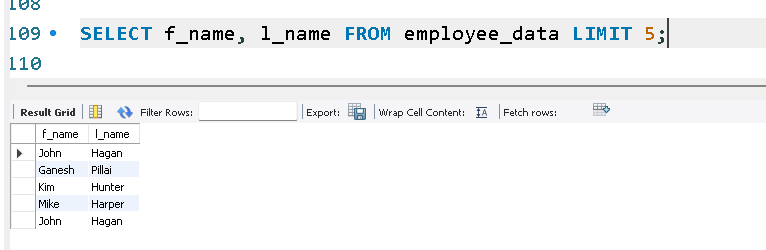 108
109 SELECT f_name, l_name FROM employee_data LIMIT 5;
110
Result Grid Filter Rows: Export: Wrap Cell Content: Fetch rows:
f_name l_name
John Hagan
Ganesh Pillai
Kim Hunter
Mike Harper
John Hagan